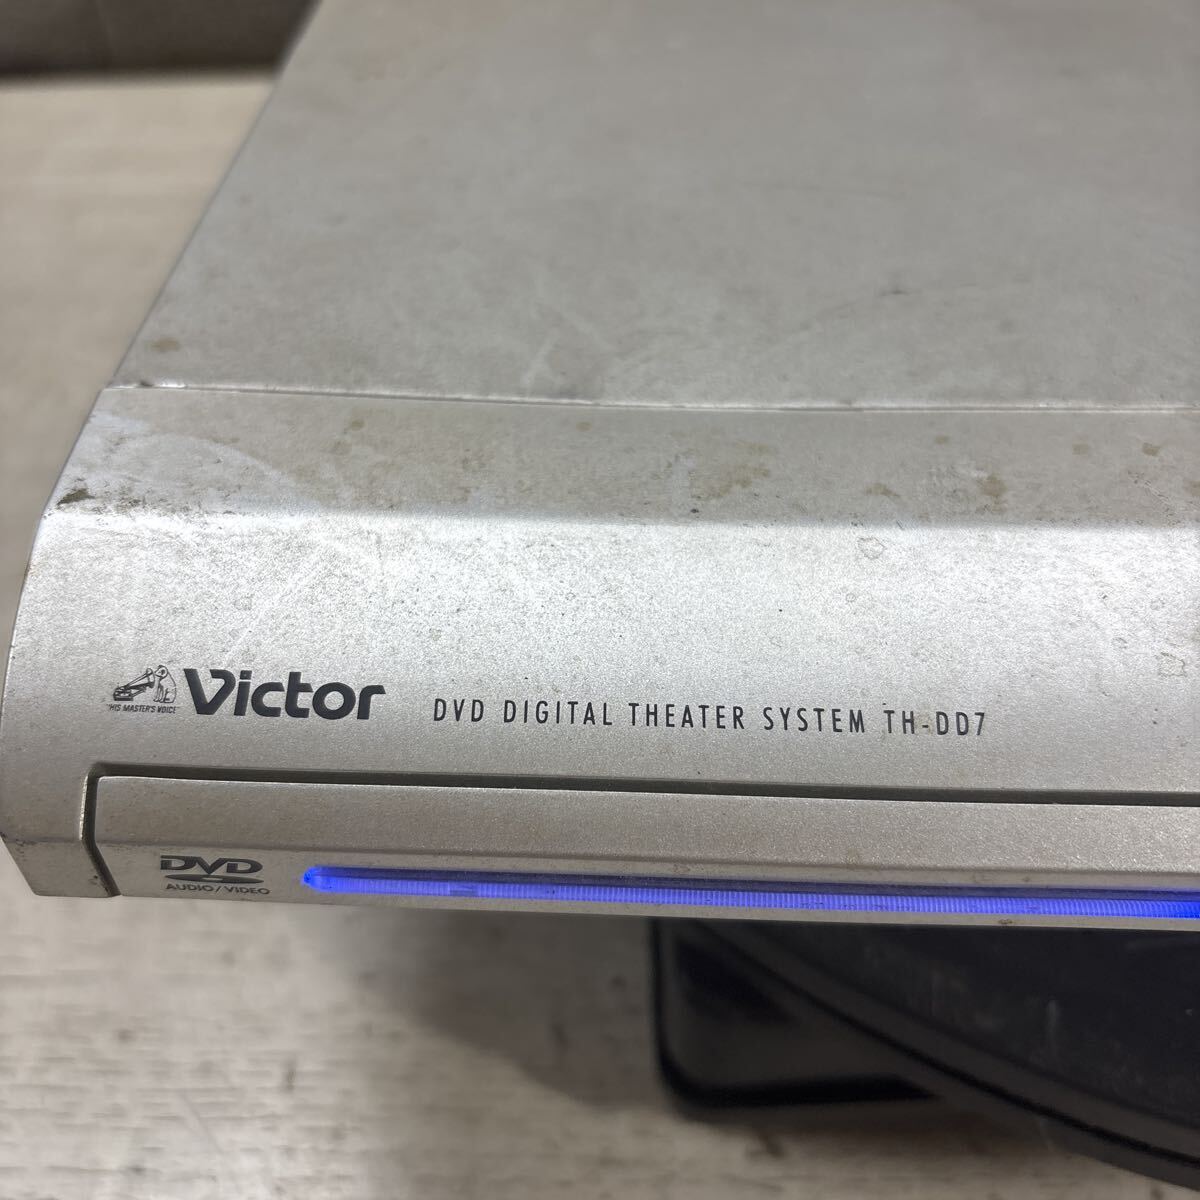 "HIS MASTER'S VOICE" Victor DVD DIGITAL THEATER SYSTEM TH-DD7
DVD
AUDIO/VIDEO